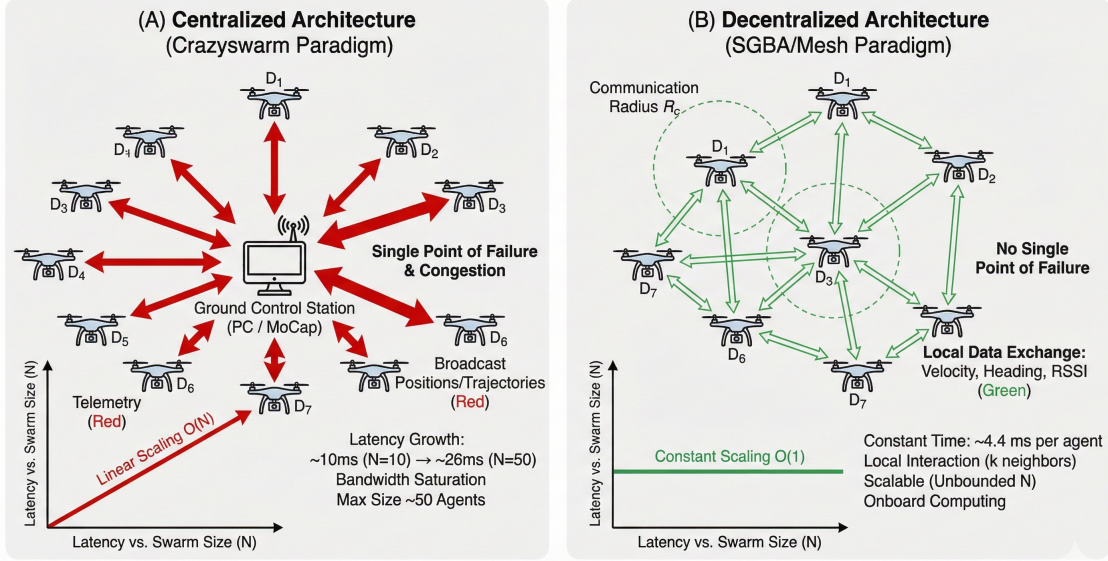 (A) Centralized Architecture
(Crazyswarm Paradigm)
D1
D2
D3
D3
D4
Single Point of Failure
& Congestion
Ground Control Station
(PC / MoCap)
D5
D6
D6
D7
Telemetry
(Red)
Broadcast
Positions/Trajectories
(Red)
Latency vs. Swarm Size (N)
Linear Scaling O(N)
Latency Growth:
~10ms (N=10) → ~26ms (N=50)
Bandwidth Saturation
Max Size ~50 Agents
Latency vs. Swarm Size (N)
(B) Decentralized Architecture
(SGBA/Mesh Paradigm)
Communication
Radius Rc
D1
D1
D2
D3
D7
No Single
Point of Failure
D6
D7
Local Data Exchange:
Velocity, Heading, RSSI
(Green)
Latency vs. Swarm Size (N)
Constant Scaling O(1)
Constant Time: ~4.4 ms per agent
Local Interaction (k neighbors)
Scalable (Unbounded N)
Onboard Computing
Latency vs. Swarm Size (N)